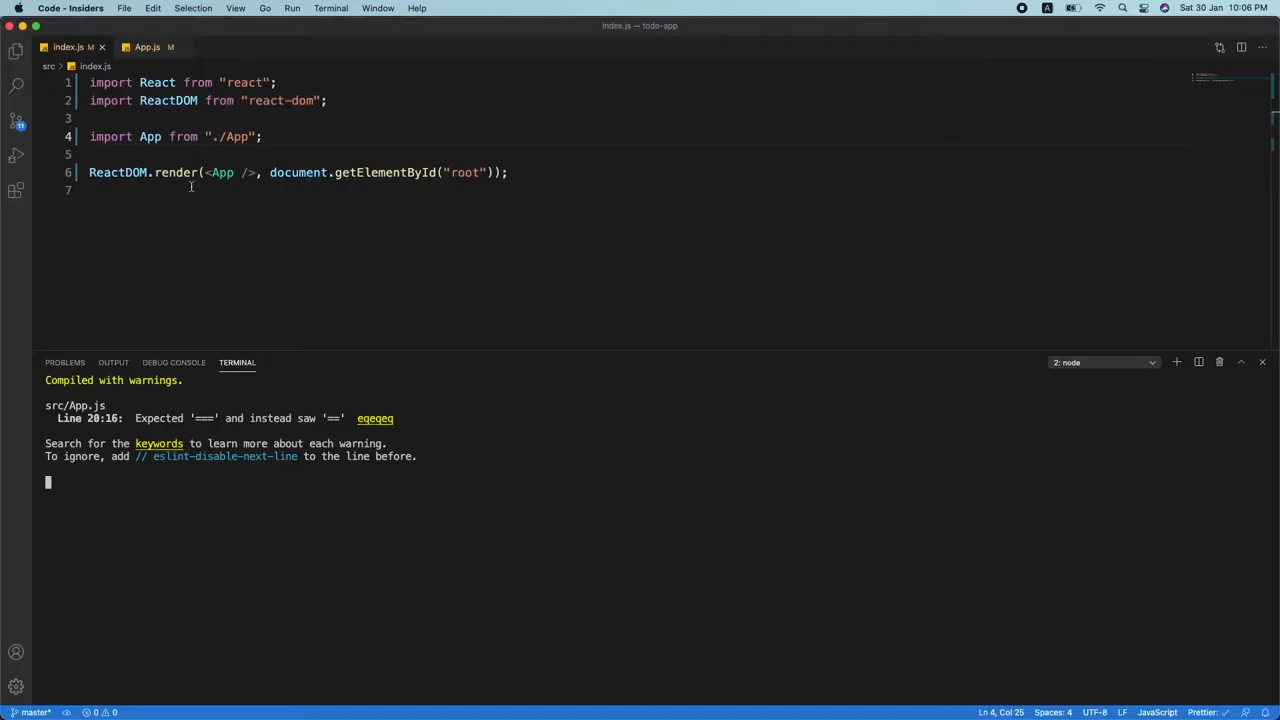 Code - Insiders File Edit Selection View Go Run Terminal Window Help A Sat 30 Jan 10:06 PM
index.js — todo-app
index.js M App.js M
src > index.js
1 import React from "react";
2 import ReactDOM from "react-dom";
3
4 import App from "./App";
5
6 ReactDOM.render(<App />, document.getElementById("root"));
7
PROBLEMS OUTPUT DEBUG CONSOLE TERMINAL 2: node
Compiled with warnings.
src/App.js
Line 20:16: Expected '===' and instead saw '==' eqeqeq
Search for the keywords to learn more about each warning.
To ignore, add // eslint-disable-next-line to the line before.
11
master* 0 0 Ln 4, Col 25 Spaces: 4 UTF-8 LF JavaScript Prettier: ✓